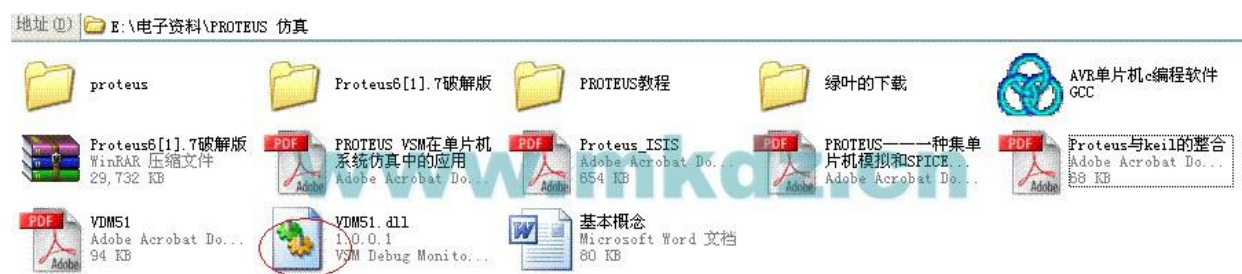 地址(D) E:\电子资料\PROTEUS 仿真
proteus
Proteus6[1].7破解版
PROTEUS教程
绿叶的下载
AVR单片机c编程软件
GCC
Proteus6[1].7破解版
WinRAR 压缩文件
29,732 KB
PROTEUS VSM在单片机
系统仿真中的应用
Adobe Acrobat Do...
Proteus_ISIS
Adobe Acrobat Do...
654 KB
PROTEUS———一种集单
片机模拟和SPICE...
Adobe Acrobat Do...
Proteus与keil的整合
Adobe Acrobat Do...
68 KB
VDM51
Adobe Acrobat Do...
94 KB
VDM51.dll
1.0.0.1
VSM Debug Monito...
基本概念
Microsoft Word 文档
80 KB